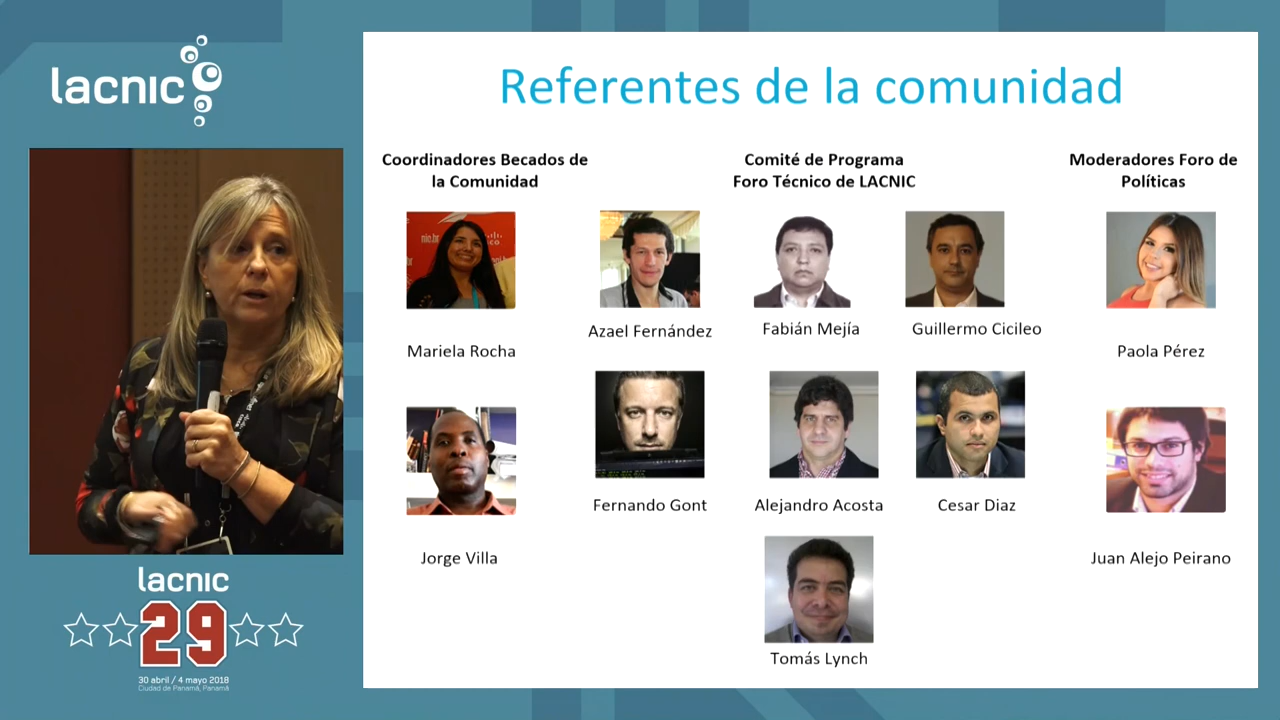 lacnic
Referentes de la comunidad
Coordinadores Becados de
la Comunidad
Comité de Programa
Foro Técnico de LACNIC
Moderadores Foro de
Políticas
Mariela Rocha
Azael Fernández
Fabián Mejía
Guillermo Cicileo
Paola Pérez
Jorge Villa
Fernando Gont
Alejandro Acosta
Cesar Diaz
Juan Alejo Peirano
Tomás Lynch
lacnic
29
30 abril / 4 mayo 2018
Ciudad de Panamá, Panamá